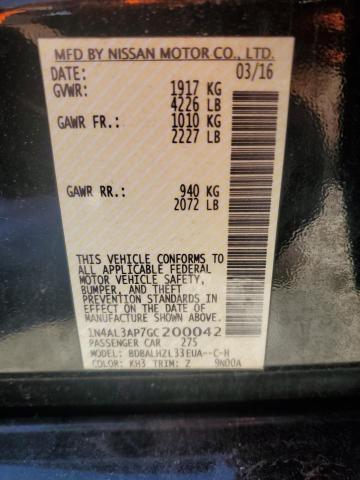 MFD BY NISSAN MOTOR CO., LTD.
DATE: 03/16
GVWR: 1917 KG
4226 LB
GAWR FR.: 1010 KG
2227 LB
GAWR RR.: 940 KG
2072 LB
THIS VEHICLE CONFORMS TO
ALL APPLICABLE FEDERAL
MOTOR VEHICLE SAFETY,
BUMPER, AND THEFT
PREVENTION STANDARDS
IN EFFECT ON THE DATE OF
MANUFACTURE SHOWN ABOVE.
1N4AL3AP7GC200042
PASSENGER CAR 275
MODEL: BDBALHZL33EUA--C-H
COLOR: KH3 TRIM: Z 9N00A